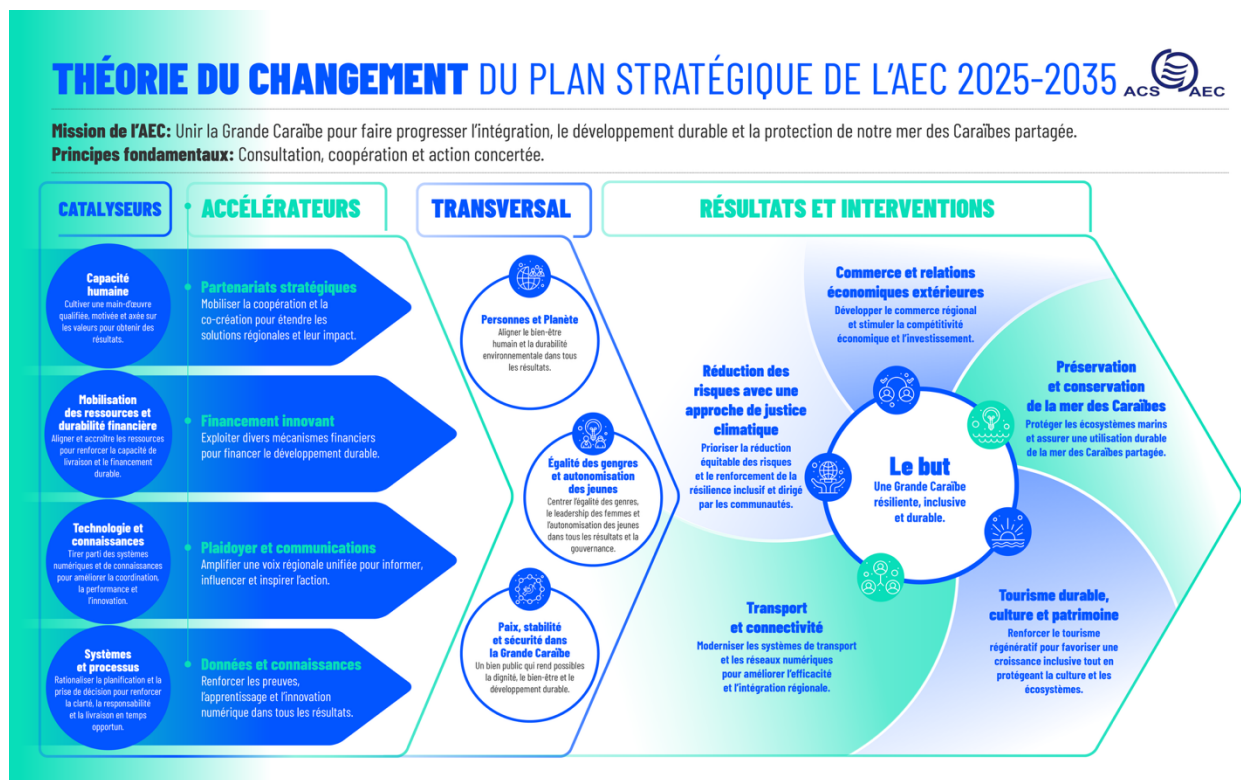 THÉORIE DU CHANGEMENT DU PLAN STRATÉGIQUE DE L'AEC 2025-2035
ACS AEC
Mission de l'AEC: Unir la Grande Caraïbe pour faire progresser l'intégration, le développement durable et la protection de notre mer des Caraïbes partagée.
Principes fondamentaux: Consultation, coopération et action concertée.
CATALYSEURS
ACCÉLÉRATEURS
TRANSVERSAL
RÉSULTATS ET INTERVENTIONS
Capacité
humaine
Cultiver une main-d'œuvre
qualifiée, motivée et axée sur
les valeurs pour obtenir des
résultats.
Mobilisation
des ressources et
durabilité financière
Aligner et accroître les ressources
pour renforcer la capacité de
livraison et le financement
durable.
Technologie et
connaissances
Tirer parti des systèmes
numériques et de connaissances
pour améliorer la coordination,
la performance et
l'innovation.
Systèmes
et processus
Rationaliser la planification et la
prise de décision pour renforcer
la clarté, la responsabilité
et la livraison en temps
opportun.
Partenariats stratégiques
Mobiliser la coopération et la
co-création pour étendre les
solutions régionales et leur impact.
Financement innovant
Exploiter divers mécanismes financiers
pour financer le développement durable.
Plaidoyer et communications
Amplifier une voix régionale unifiée pour informer,
influencer et inspirer l'action.
Données et connaissances
Renforcer les preuves,
l'apprentissage et l'innovation
numérique dans tous les résultats.
Personnes et Planète
Aligner le bien-être
humain et la durabilité
environnementale dans tous
les résultats.
Égalité des gengres
et autonomisation
des jeunes
Centrer l'égalité des genres,
le leadership des femmes et
l'autonomisation des jeunes
dans tous les résultats et la
gouvernance.
Paix, stabilité
et sécurité dans
la Grande Caraïbe
Un bien public qui rend possibles
la dignité, le bien-être et le
développement durable.
Commerce et relations
économiques extérieures
Développer le commerce régional
et stimuler la compétitivité
économique et l'investissement.
Préservation
et conservation
de la mer des Caraïbes
Protéger les écosystèmes marins
et assurer une utilisation durable
de la mer des Caraïbes partagée.
Réduction des
risques avec une
approche de justice
climatique
Prioriser la réduction
équitable des risques
et le renforcement de la
résilience inclusif et dirigé
par les communautés.
Le but
Une Grande Caraïbe
résiliente, inclusive
et durable.
Transport
et connectivité
Moderniser les systèmes de transport
et les réseaux numériques
pour améliorer l'efficacité
et l'intégration régionale.
Tourisme durable,
culture et patrimoine
Renforcer le tourisme
régénératif pour favoriser une
croissance inclusive tout en
protégeant la culture et les
écosystèmes.